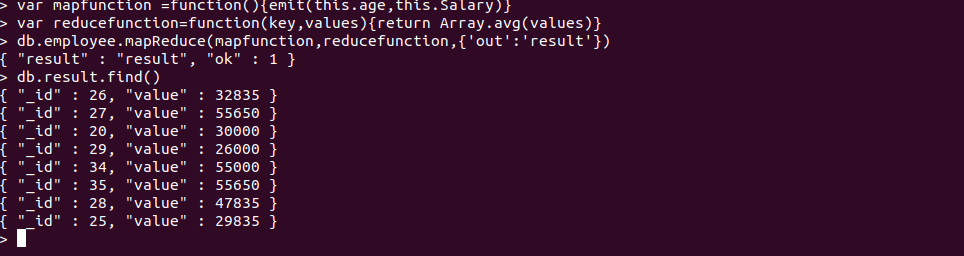 > var mapfunction =function(){emit(this.age,this.Salary)}
> var reducefunction=function(key,values){return Array.avg(values)}
> db.employee.mapReduce(mapfunction,reducefunction,{'out':'result'})
{ "result" : "result", "ok" : 1 }
> db.result.find()
{ "_id" : 26, "value" : 32835 }
{ "_id" : 27, "value" : 55650 }
{ "_id" : 20, "value" : 30000 }
{ "_id" : 29, "value" : 26000 }
{ "_id" : 34, "value" : 55000 }
{ "_id" : 35, "value" : 55650 }
{ "_id" : 28, "value" : 47835 }
{ "_id" : 25, "value" : 29835 }
>